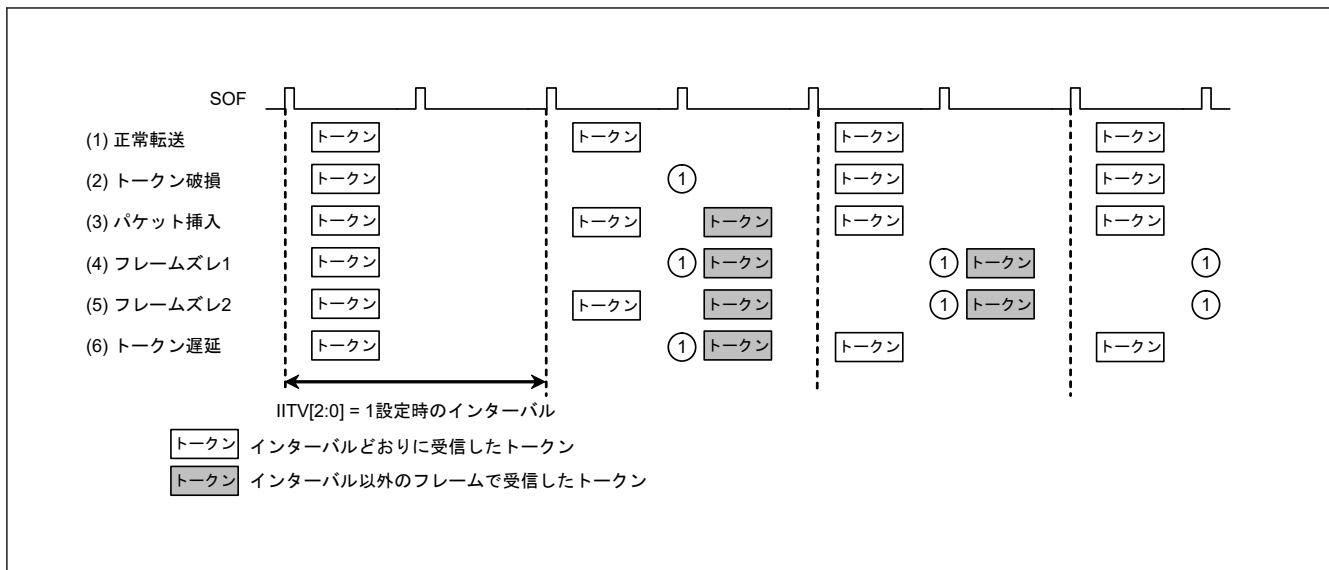 SOF
(1) 正常転送 トークン トークン トークン トークン
(2) トークン破損 トークン 1 トークン トークン
(3) パケット挿入 トークン トークン トークン トークン トークン
(4) フレームズレ1 トークン 1 トークン 1 トークン 1
(5) フレームズレ2 トークン トークン トークン 1 トークン 1
(6) トークン遅延 トークン 1 トークン トークン トークン
IITV[2:0] = 1設定時のインターバル
トークン インターバルどおりに受信したトークン
トークン インターバル以外のフレームで受信したトークン